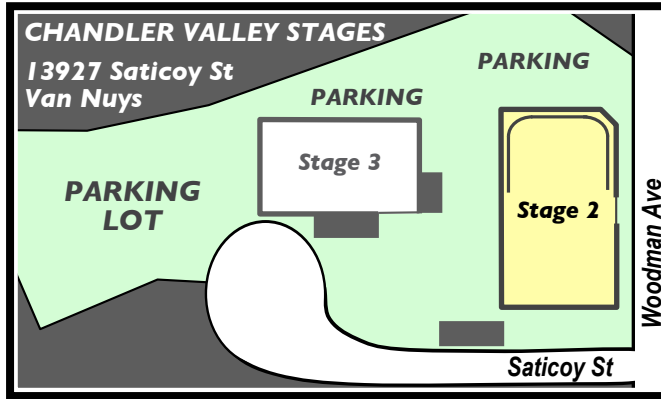 CHANDLER VALLEY STAGES
13927 Saticoy St
Van Nuys
PARKING
PARKING
Stage 3
PARKING
LOT
Stage 2
Woodman Ave
Saticoy St